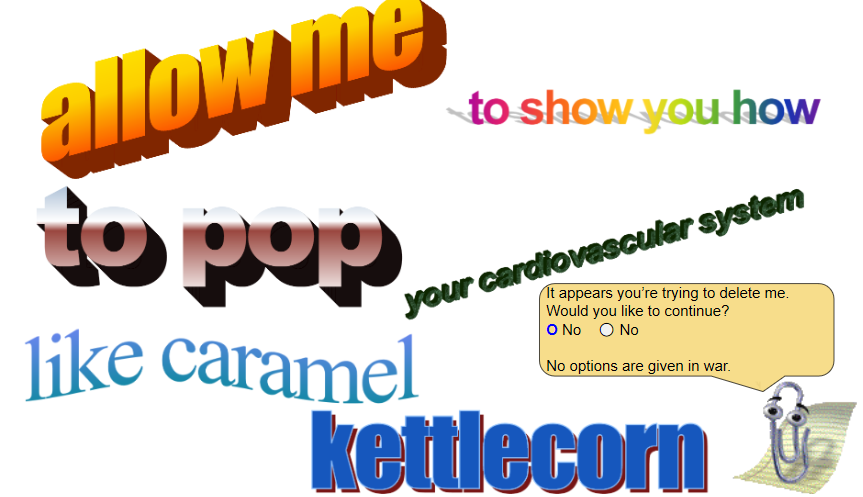 allow me
to show you how
to pop
your cardiovascular system
like caramel
kettlecorn
It appears you’re trying to delete me.
Would you like to continue?
O No O No
No options are given in war.